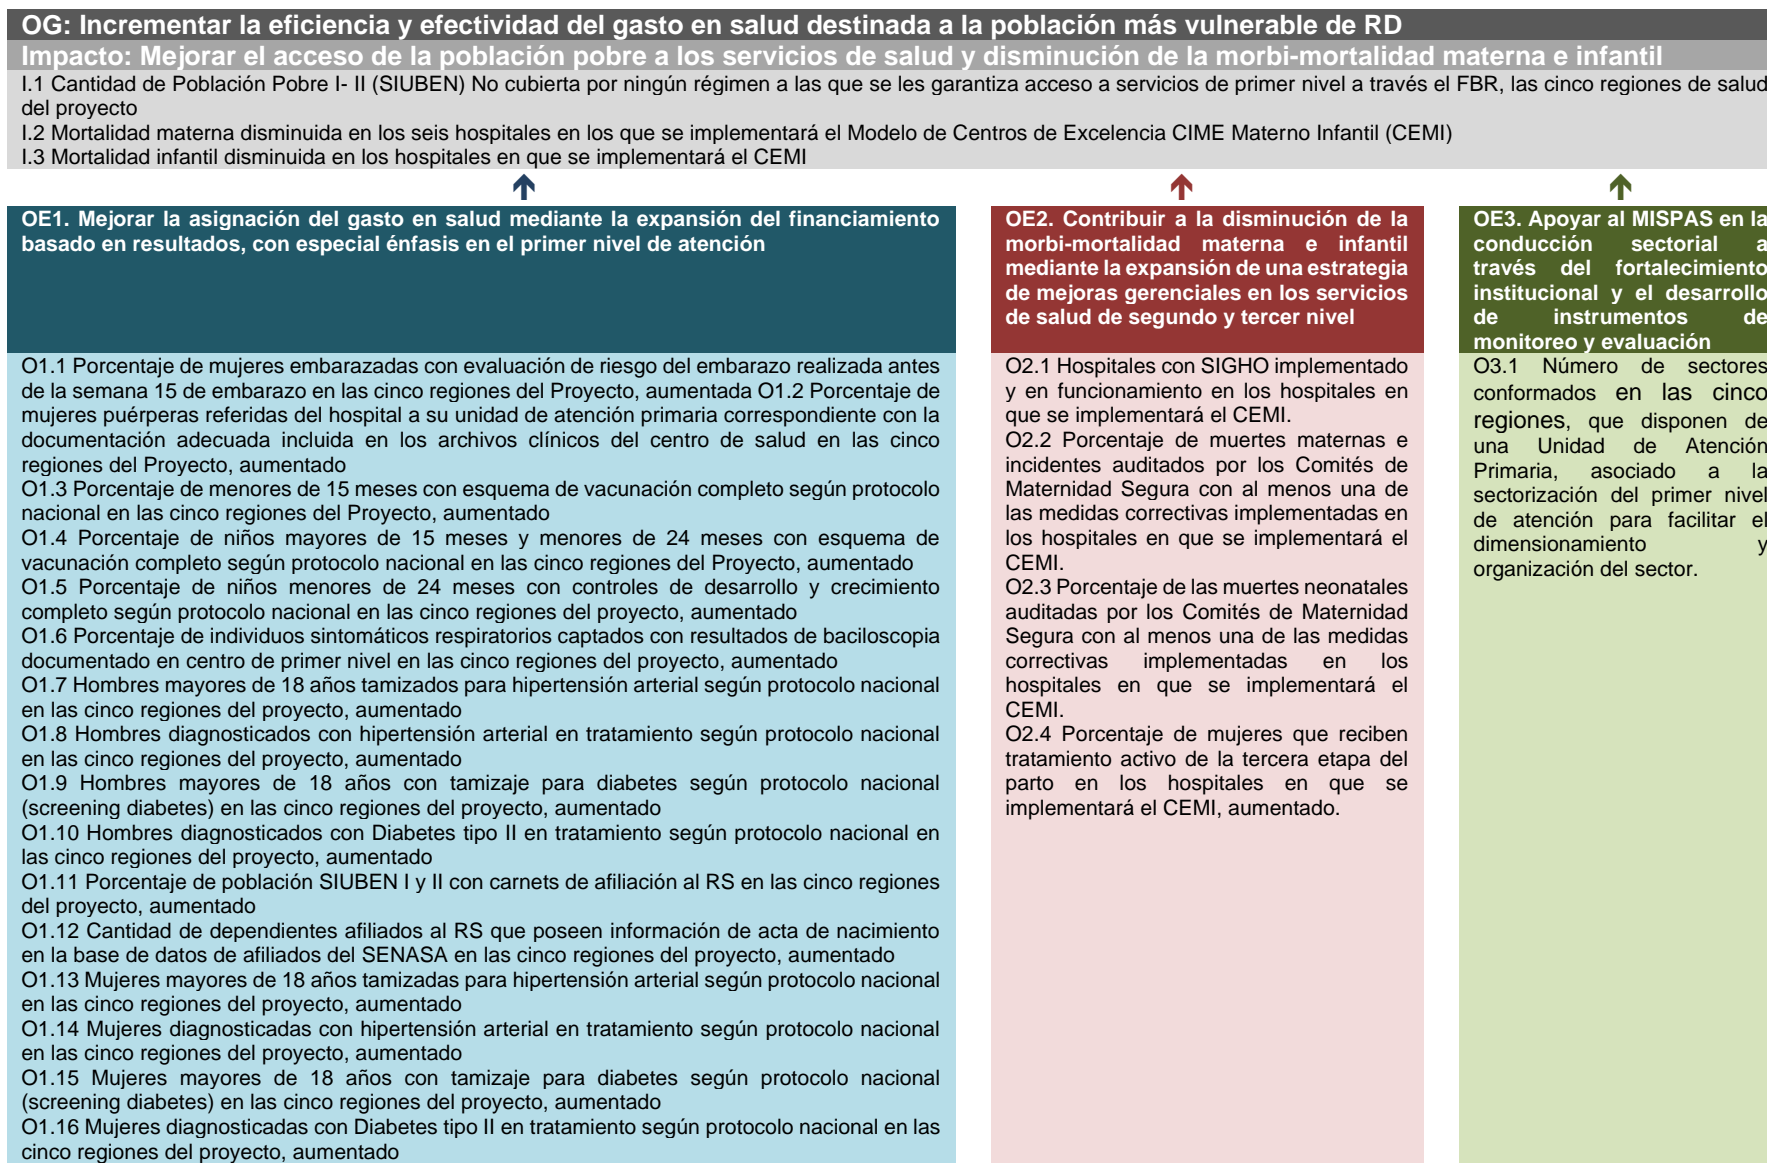 OG: Incrementar la eficiencia y efectividad del gasto en salud destinada a la población más vulnerable de RD
Impacto: Mejorar el acceso de la población pobre a los servicios de salud y disminución de la morbi-mortalidad materna e infantil
I.1 Cantidad de Población Pobre I- II (SIUBEN) No cubierta por ningún régimen a las que se les garantiza acceso a servicios de primer nivel a través el FBR, las cinco regiones de salud
del proyecto
I.2 Mortalidad materna disminuida en los seis hospitales en los que se implementará el Modelo de Centros de Excelencia CIME Materno Infantil (CEMI)
I.3 Mortalidad infantil disminuida en los hospitales en que se implementará el CEMI
OE1. Mejorar la asignación del gasto en salud mediante la expansión del financiamiento
basado en resultados, con especial énfasis en el primer nivel de atención
O1.1 Porcentaje de mujeres embarazadas con evaluación de riesgo del embarazo realizada antes
de la semana 15 de embarazo en las cinco regiones del Proyecto, aumentada O1.2 Porcentaje de
mujeres puérperas referidas del hospital a su unidad de atención primaria correspondiente con la
documentación adecuada incluida en los archivos clínicos del centro de salud en las cinco
regiones del Proyecto, aumentado
O1.3 Porcentaje de menores de 15 meses con esquema de vacunación completo según protocolo
nacional en las cinco regiones del Proyecto, aumentado
O1.4 Porcentaje de niños mayores de 15 meses y menores de 24 meses con esquema de
vacunación completo según protocolo nacional en las cinco regiones del Proyecto, aumentado
O1.5 Porcentaje de niños menores de 24 meses con controles de desarrollo y crecimiento
completo según protocolo nacional en las cinco regiones del proyecto, aumentado
O1.6 Porcentaje de individuos sintomáticos respiratorios captados con resultados de baciloscopia
documentado en centro de primer nivel en las cinco regiones del proyecto, aumentado
O1.7 Hombres mayores de 18 años tamizados para hipertensión arterial según protocolo nacional
en las cinco regiones del proyecto, aumentado
O1.8 Hombres diagnosticados con hipertensión arterial en tratamiento según protocolo nacional
en las cinco regiones del proyecto, aumentado
O1.9 Hombres mayores de 18 años con tamizaje para diabetes según protocolo nacional
(screening diabetes) en las cinco regiones del proyecto, aumentado
O1.10 Hombres diagnosticados con Diabetes tipo II en tratamiento según protocolo nacional en
las cinco regiones del proyecto, aumentado
O1.11 Porcentaje de población SIUBEN I y II con carnets de afiliación al RS en las cinco regiones
del proyecto, aumentado
O1.12 Cantidad de dependientes afiliados al RS que poseen información de acta de nacimiento
en la base de datos de afiliados del SENASA en las cinco regiones del proyecto, aumentado
O1.13 Mujeres mayores de 18 años tamizadas para hipertensión arterial según protocolo nacional
en las cinco regiones del proyecto, aumentado
O1.14 Mujeres diagnosticadas con hipertensión arterial en tratamiento según protocolo nacional
en las cinco regiones del proyecto, aumentado
O1.15 Mujeres mayores de 18 años con tamizaje para diabetes según protocolo nacional
(screening diabetes) en las cinco regiones del proyecto, aumentado
O1.16 Mujeres diagnosticadas con Diabetes tipo II en tratamiento según protocolo nacional en las
cinco regiones del proyecto, aumentado
OE2. Contribuir a la disminución de la
morbi-mortalidad materna e infantil
mediante la expansión de una estrategia
de mejoras gerenciales en los servicios
de salud de segundo y tercer nivel
O2.1 Hospitales con SIGHO implementado
y en funcionamiento en los hospitales en
que se implementará el CEMI.
O2.2 Porcentaje de muertes maternas e
incidentes auditados por los Comités de
Maternidad Segura con al menos una de
las medidas correctivas implementadas en
los hospitales en que se implementará el
CEMI.
O2.3 Porcentaje de las muertes neonatales
auditadas por los Comités de Maternidad
Segura con al menos una de las medidas
correctivas implementadas en los
hospitales en que se implementará el
CEMI.
O2.4 Porcentaje de mujeres que reciben
tratamiento activo de la tercera etapa del
parto en los hospitales en que se
implementará el CEMI, aumentado.
OE3. Apoyar al MISPAS en la
conducción sectorial a
través del fortalecimiento
institucional y el desarrollo
de instrumentos de
monitoreo y evaluación
O3.1 Número de sectores
conformados en las cinco
regiones, que disponen de
una Unidad de Atención
Primaria, asociado a la
sectorización del primer nivel
de atención para facilitar el
dimensionamiento y
organización del sector.